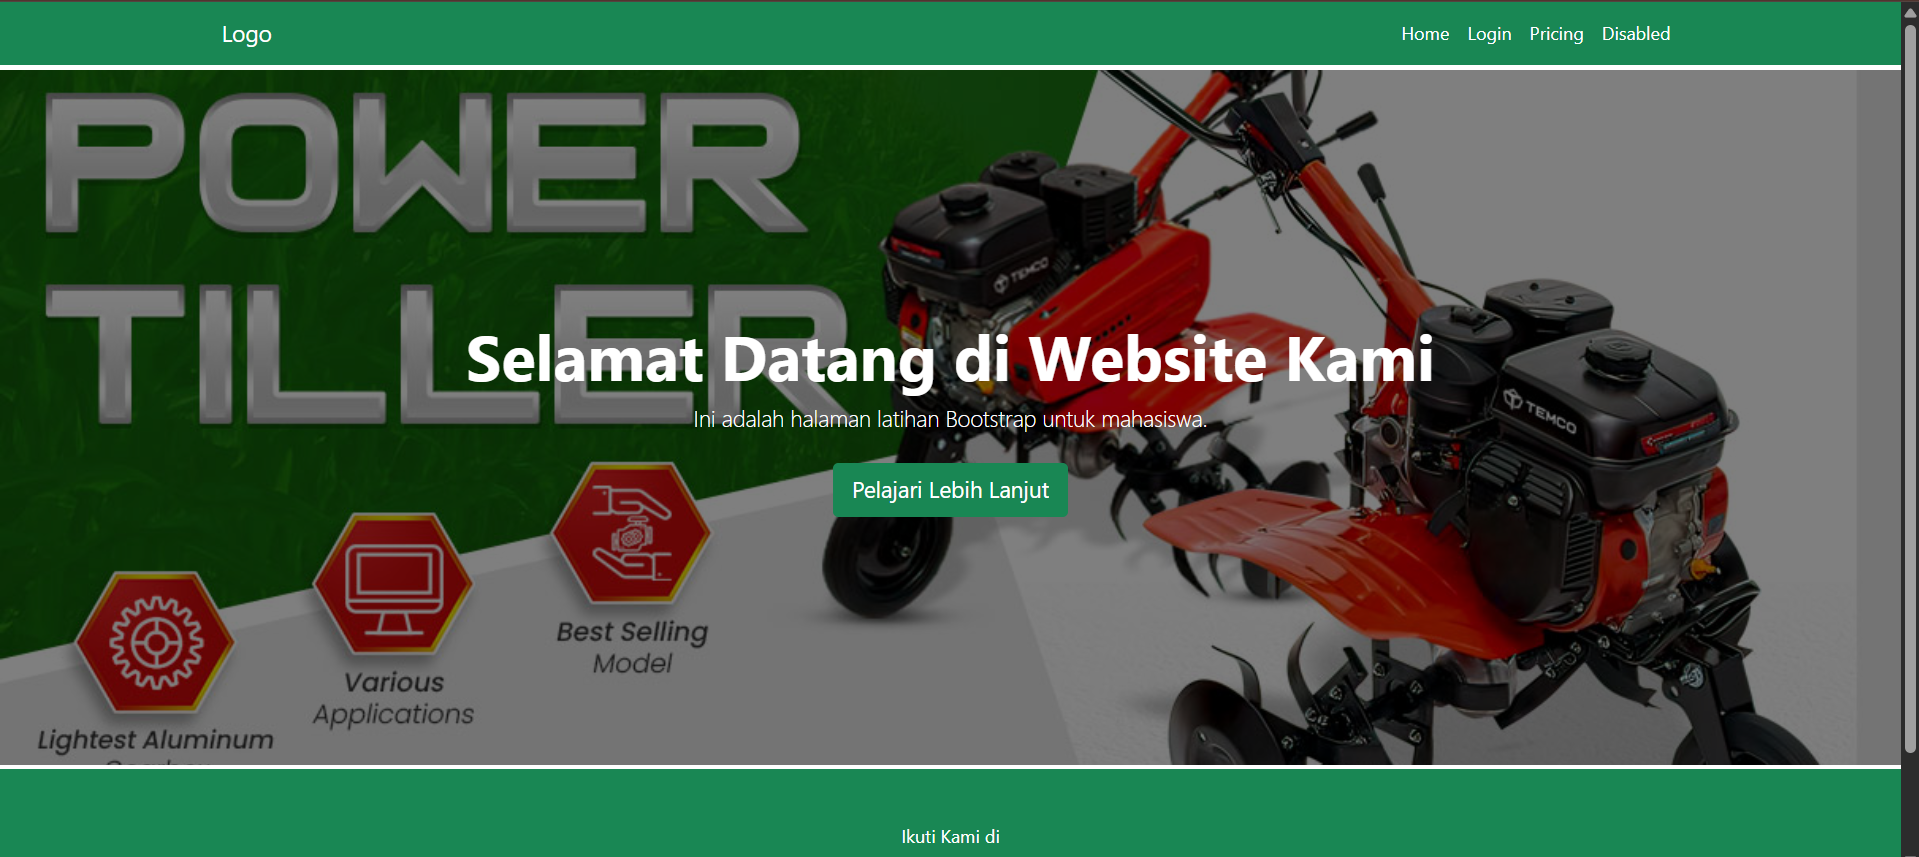 Logo
Home Login Pricing Disabled
POWER
TILLER
TEMCO
Selamat Datang di Website Kami
Ini adalah halaman latihan Bootstrap untuk mahasiswa.
TEMCO
Pelajari Lebih Lanjut
Best Selling
Model
Various
Applications
Lightest Aluminum
Ikuti Kami di